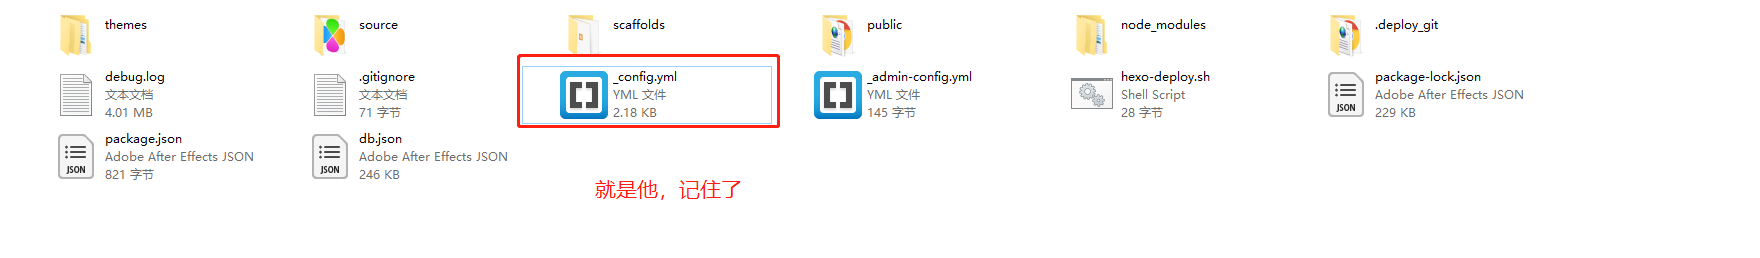 themes
source
scaffolds
public
node_modules
.deploy_git
debug.log
文本文档
4.01 MB
.gitignore
文本文档
71 字节
_config.yml
YML 文件
2.18 KB
_admin-config.yml
YML 文件
145 字节
hexo-deploy.sh
Shell Script
28 字节
package-lock.json
Adobe After Effects JSON
229 KB
JSON
package.json
Adobe After Effects JSON
821 字节
JSON
db.json
Adobe After Effects JSON
246 KB
JSON
就是他，记住了